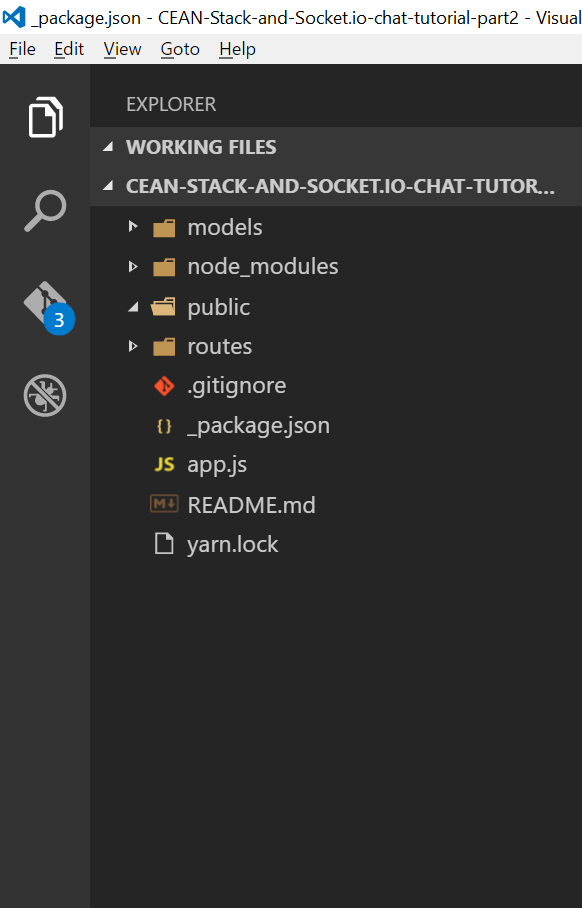 _package.json - CEAN-Stack-and-Socket.io-chat-tutorial-part2 - Visual
File Edit View Goto Help
EXPLORER
WORKING FILES
CEAN-STACK-AND-SOCKET.IO-CHAT-TUTOR...
models
node_modules
public
3
routes
.gitignore
{} _package.json
JS app.js
M README.md
yarn.lock